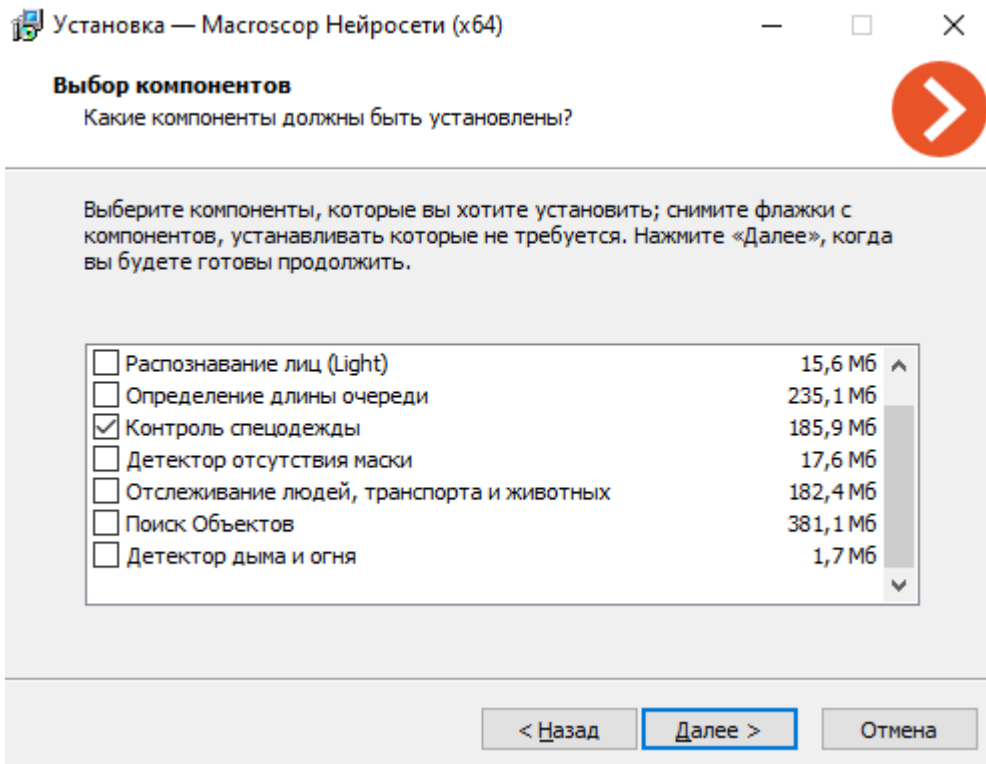 Установка — Macroscop Нейросети (x64)
Выбор компонентов
Какие компоненты должны быть установлены?
Выберите компоненты, которые вы хотите установить; снимите флажки с
компонентов, устанавливать которые не требуется. Нажмите «Далее», когда
вы будете готовы продолжить.
Распознавание лиц (Light) 15,6 Мб
Определение длины очереди 235,1 Мб
Контроль спецодежды 185,9 Мб
Детектор отсутствия маски 17,6 Мб
Отслеживание людей, транспорта и животных 182,4 Мб
Поиск Объектов 381,1 Мб
Детектор дыма и огня 1,7 Мб
< Назад Далее > Отмена